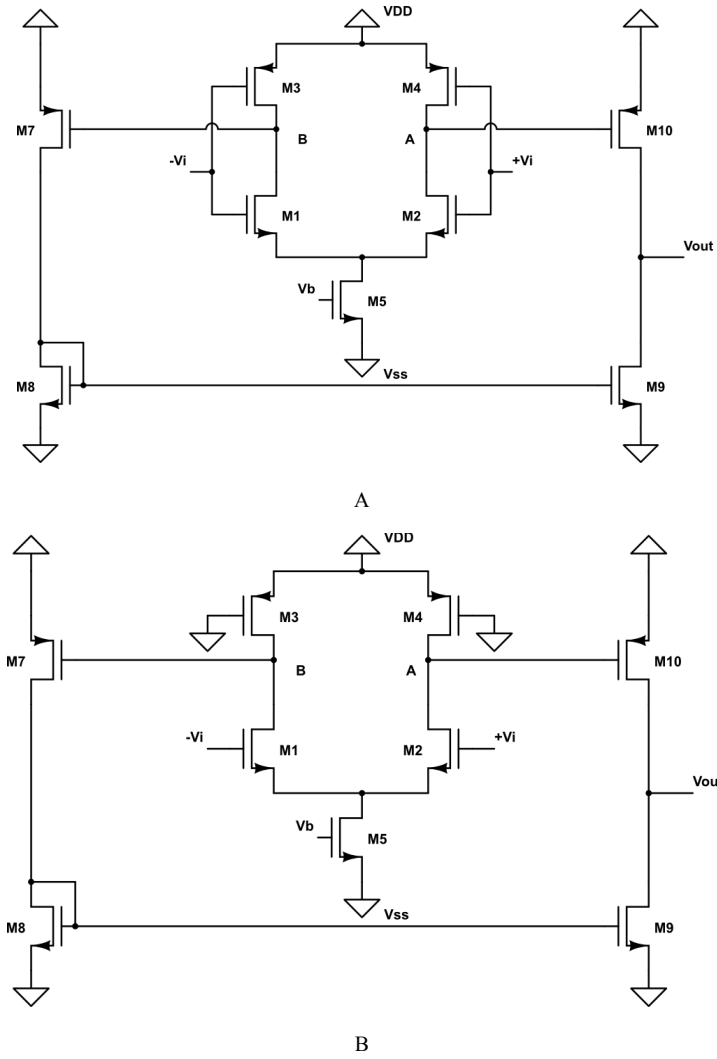 VDD
M3 M4
M7 B A M10
-Vi +Vi
M1 M2
Vout
Vb M5
Vss
M8 M9
A
VDD
M3 M4
M7 B A M10
-Vi +Vi
M1 M2
Vou
Vb M5
Vss
M8 M9
B